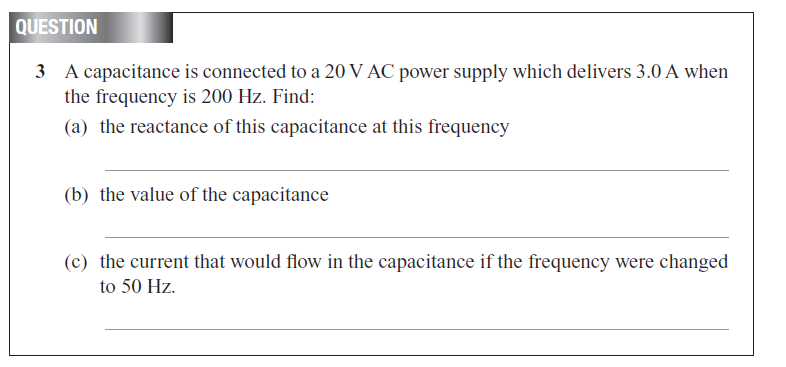 QUESTION
3 A capacitance is connected to a 20 V AC power supply which delivers 3.0 A when
the frequency is 200 Hz. Find:
(a) the reactance of this capacitance at this frequency
(b) the value of the capacitance
(c) the current that would flow in the capacitance if the frequency were changed
to 50 Hz.